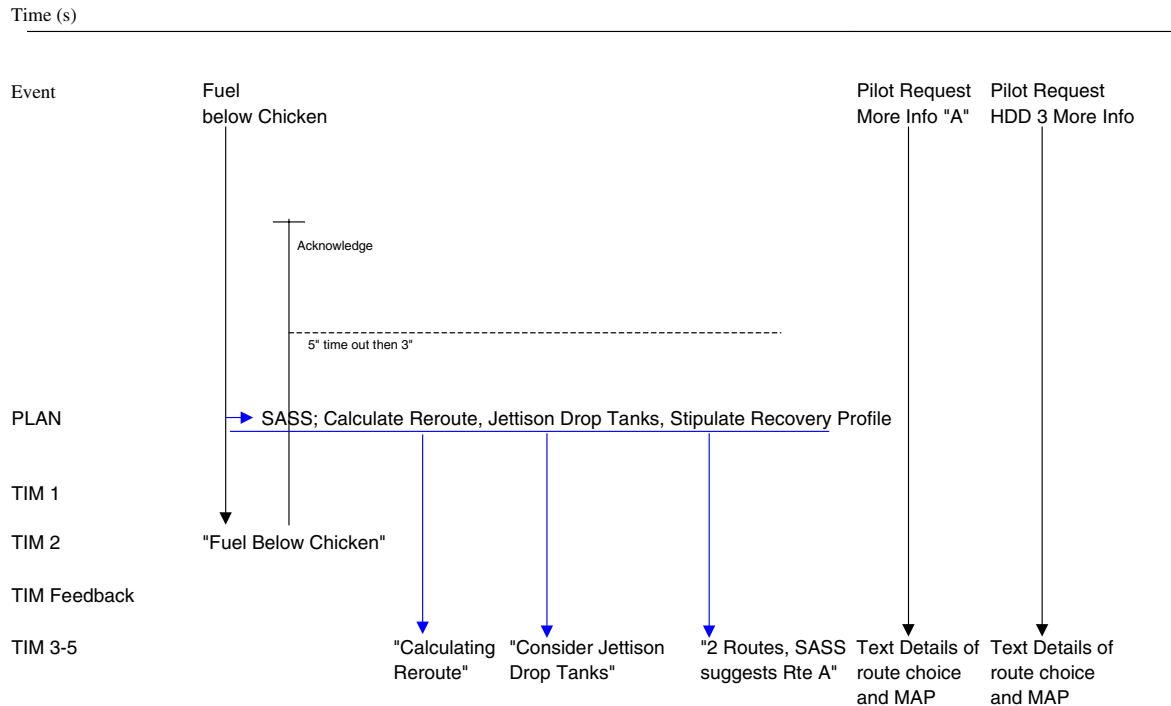 Time (s)
Event
Fuel
below Chicken
Pilot Request
More Info "A"
Pilot Request
HDD 3 More Info
Acknowledge
5" time out then 3"
PLAN
SASS; Calculate Reroute, Jettison Drop Tanks, Stipulate Recovery Profile
TIM 1
TIM 2
"Fuel Below Chicken"
TIM Feedback
TIM 3-5
"Calculating
Reroute"
"Consider Jettison
Drop Tanks"
"2 Routes, SASS
suggests Rte A"
Text Details of
route choice
and MAP
Text Details of
route choice
and MAP